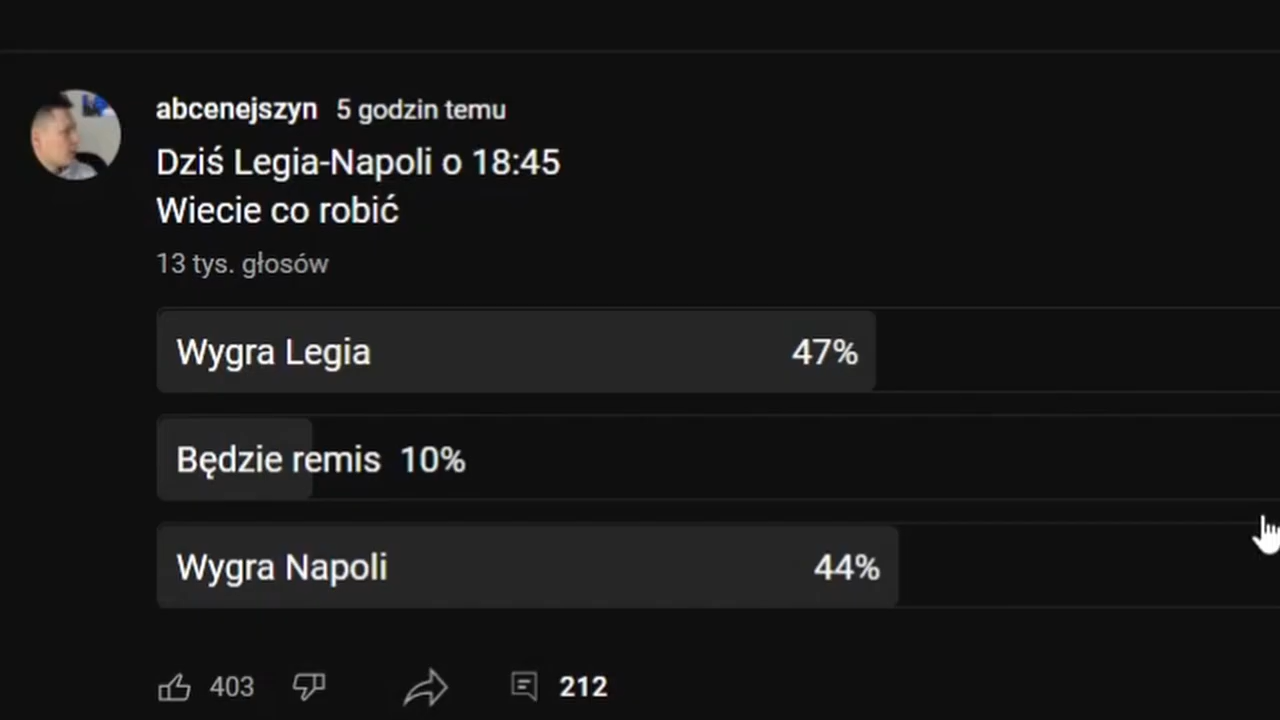 abcenejszyn 5 godzin temu
Dziś Legia-Napoli o 18:45
Wiecie co robić
13 tys. głosów
Wygra Legia 47%
Będzie remis 10%
Wygra Napoli 44%
403 212